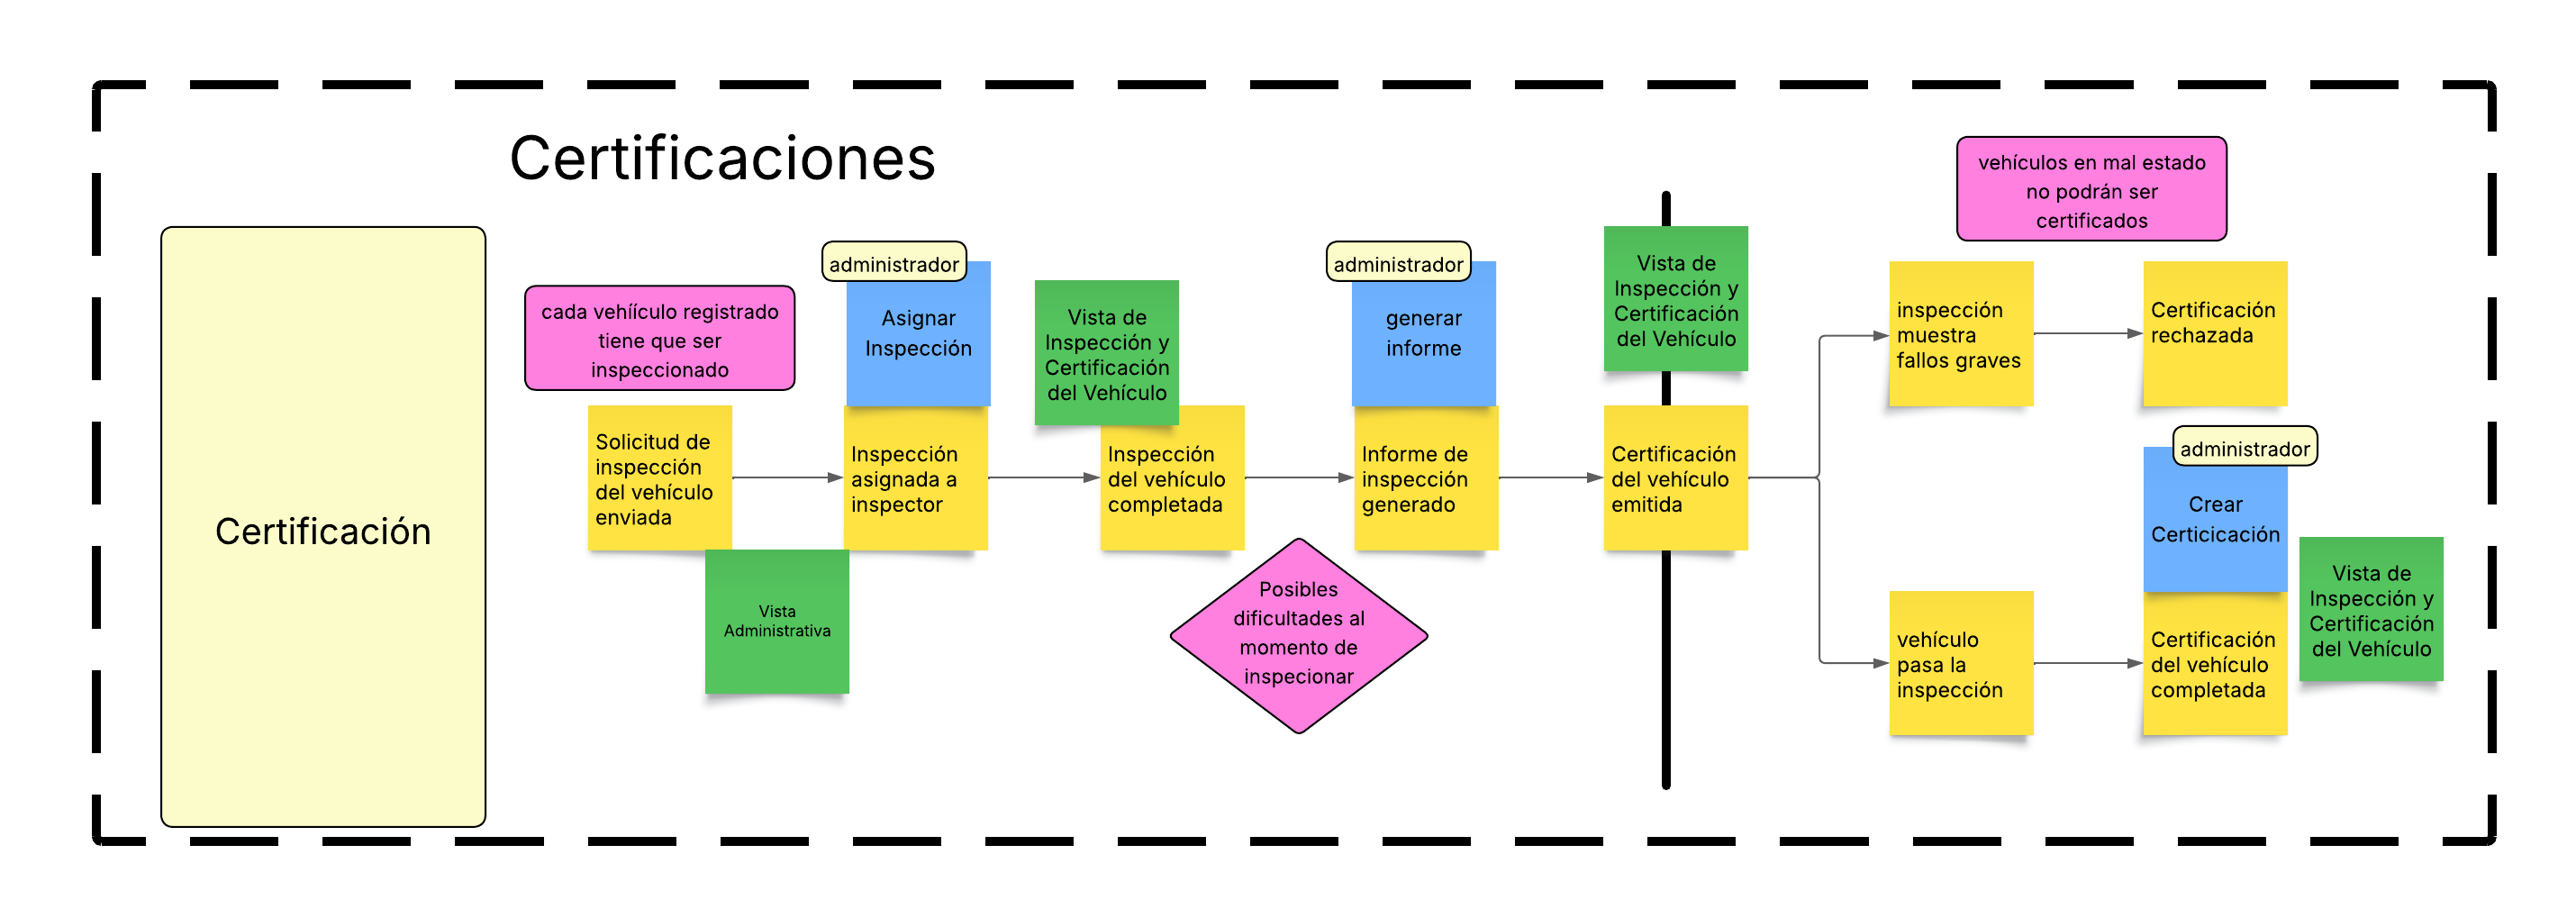 Certificaciones
Certificación
cada vehíículo registrado
tiene que ser
inspeccionado
Solicitud de
inspección
del vehículo
enviada
Vista
Administrativa
administrador
Asignar
Inspección
Inspección
asignada a
inspector
Vista de
Inspección y
Certificación
del Vehículo
Inspección
del vehículo
completada
Posibles
dificultades al
momento de
inspecionar
administrador
generar
informe
Informe de
inspección
generado
Vista de
Inspección y
Certificación
del Vehículo
Certificación
del vehículo
emitida
vehículos en mal estado
no podrán ser
certificados
inspección
muestra
fallos graves
Certificación
rechazada
vehículo
pasa la
inspección
administrador
Crear
Certicicación
Certificación
del vehículo
completada
Vista de
Inspección y
Certificación
del Vehículo